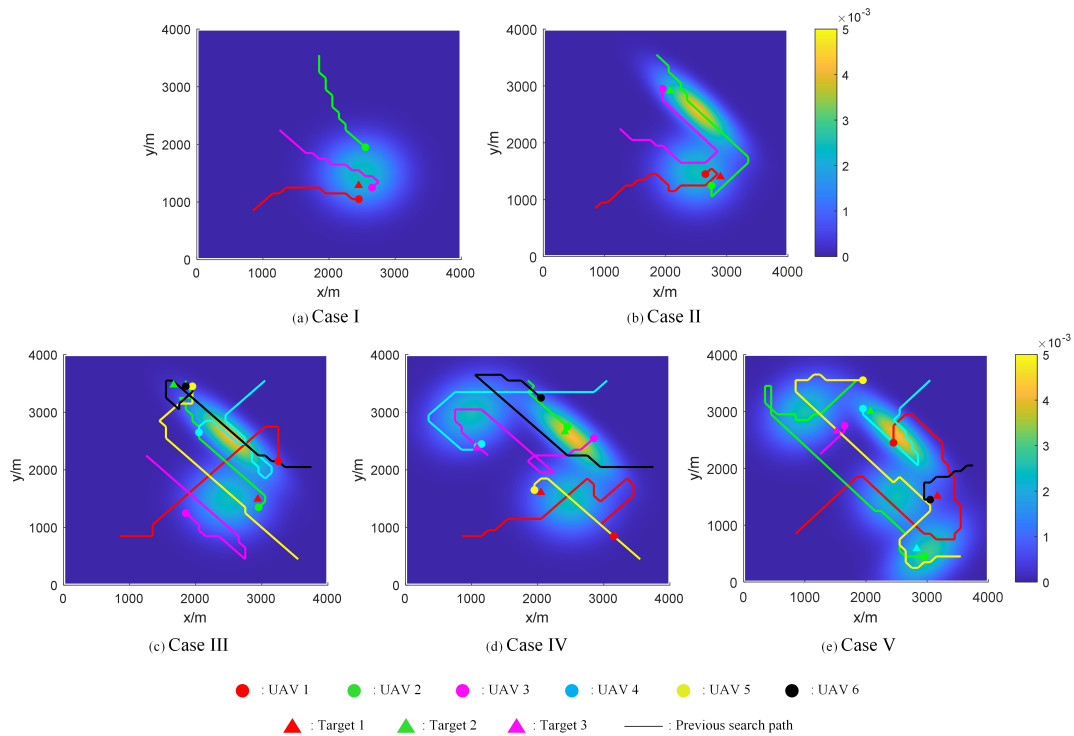 ×10⁻³
4000 4000 5
3000 3000 4
y/m 2000 y/m 2000 3
1000 1000 2
0 0 1
0
0 1000 2000 3000 4000 0 1000 2000 3000 4000
x/m x/m
(a) Case I (b) Case II
×10⁻³
4000 4000 4000 5
3000 3000 3000 4
y/m 2000 y/m 2000 y/m 2000 3
1000 1000 1000 2
0 0 0 1
0
0 1000 2000 3000 4000 0 1000 2000 3000 4000 0 1000 2000 3000 4000
x/m x/m x/m
(c) Case III (d) Case IV (e) Case V
: UAV 1 : UAV 2 : UAV 3 : UAV 4 : UAV 5 : UAV 6
: Target 1 : Target 2 : Target 3 : Previous search path